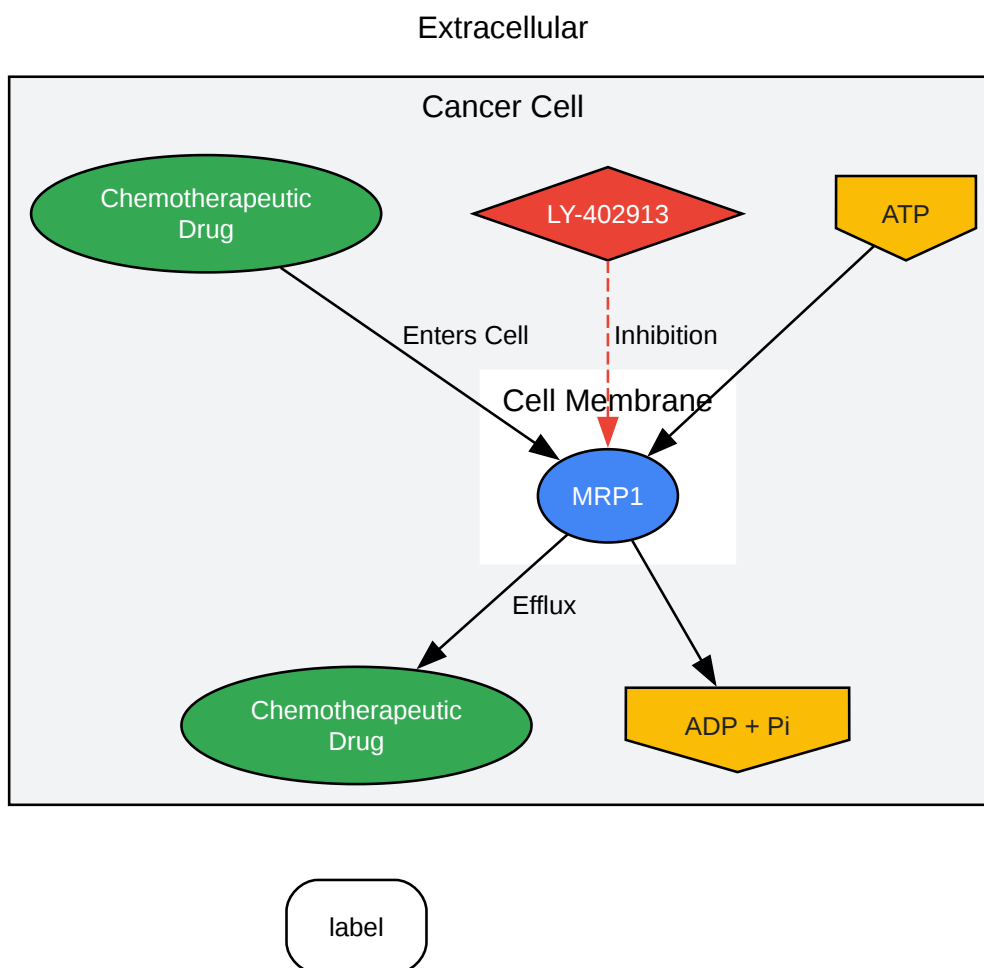 Extracellular
Cancer Cell
Chemotherapeutic
Drug
LY-402913
ATP
Enters Cell
Inhibition
Cell Membrane
MRP1
Efflux
Chemotherapeutic
Drug
ADP + Pi
label